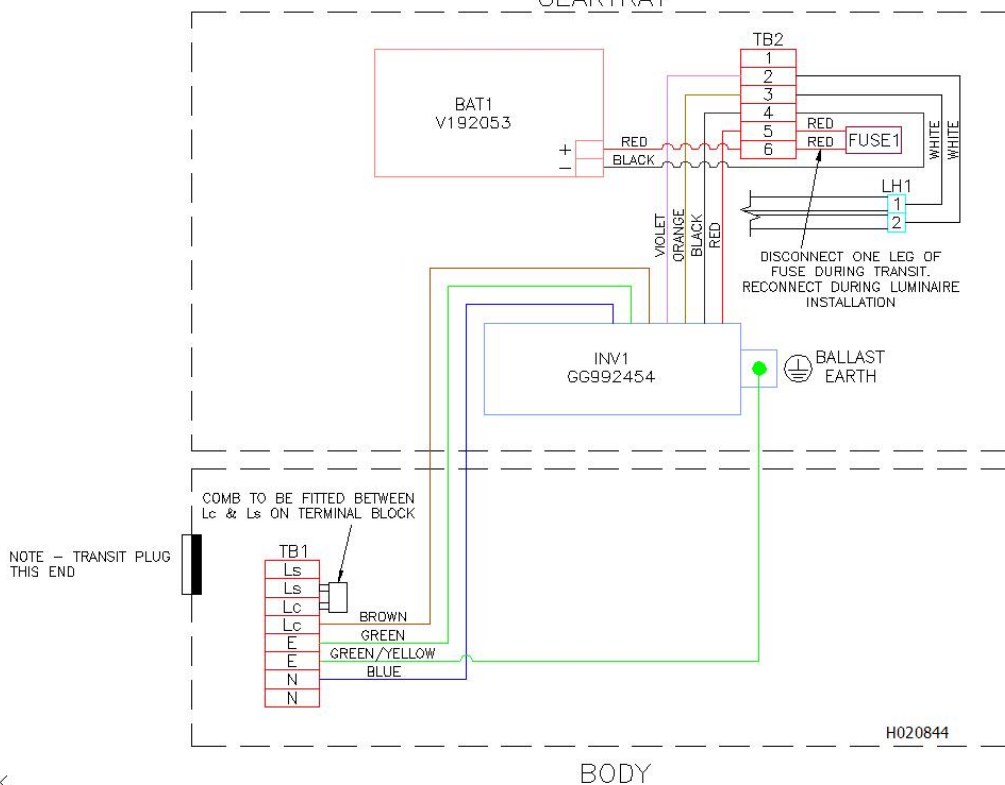 TB2
1
2
3
4
5
6
BAT1
V192053
+
−
RED
BLACK
RED
RED
FUSE1
WHITE
WHITE
LH1
1
2
VIOLET
ORANGE
BLACK
RED
DISCONNECT ONE LEG OF
FUSE DURING TRANSIT.
RECONNECT DURING LUMINAIRE
INSTALLATION
INV1
GG992454
BALLAST
EARTH
COMB TO BE FITTED BETWEEN
Lc & Ls ON TERMINAL BLOCK
NOTE – TRANSIT PLUG
THIS END
TB1
Ls
Ls
Lc
Lc
E
E
N
N
BROWN
GREEN
GREEN/YELLOW
BLUE
H020844
BODY